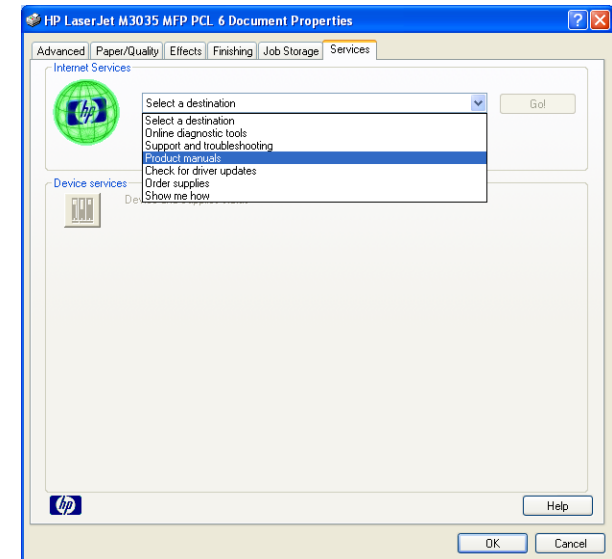 HP LaserJet M3035 MFP PCL 6 Document Properties
Advanced Paper/Quality Effects Finishing Job Storage Services
Internet Services
hp
Select a destination
Go!
Select a destination
Online diagnostic tools
Support and troubleshooting
Product manuals
Check for driver updates
Order supplies
Show me how
Device services
hp
Help
OK Cancel